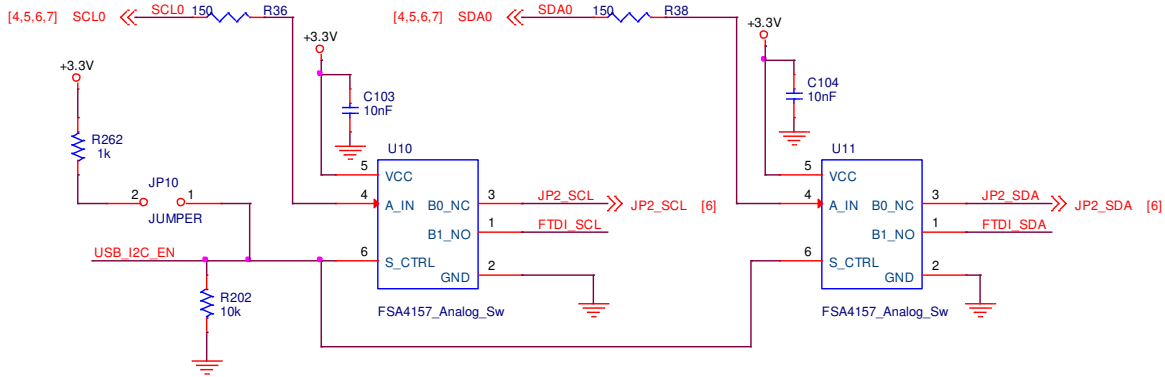 [4,5,6,7] SCL0 SCL0 150 R36
[4,5,6,7] SDA0 SDA0 150 R38
+3.3V
+3.3V
+3.3V
C103
10nF
C104
10nF
R262
1k
JP10
2 1
JUMPER
USB_I2C_EN
R202
10k
U10
5 VCC
4 A_IN
6 S_CTRL
B0_NC 3
B1_NO 1
GND 2
FSA4157_Analog_Sw
JP2_SCL
JP2_SCL [6]
FTDI_SCL
U11
5 VCC
4 A_IN
6 S_CTRL
B0_NC 3
B1_NO 1
GND 2
FSA4157_Analog_Sw
JP2_SDA
JP2_SDA [6]
FTDI_SDA